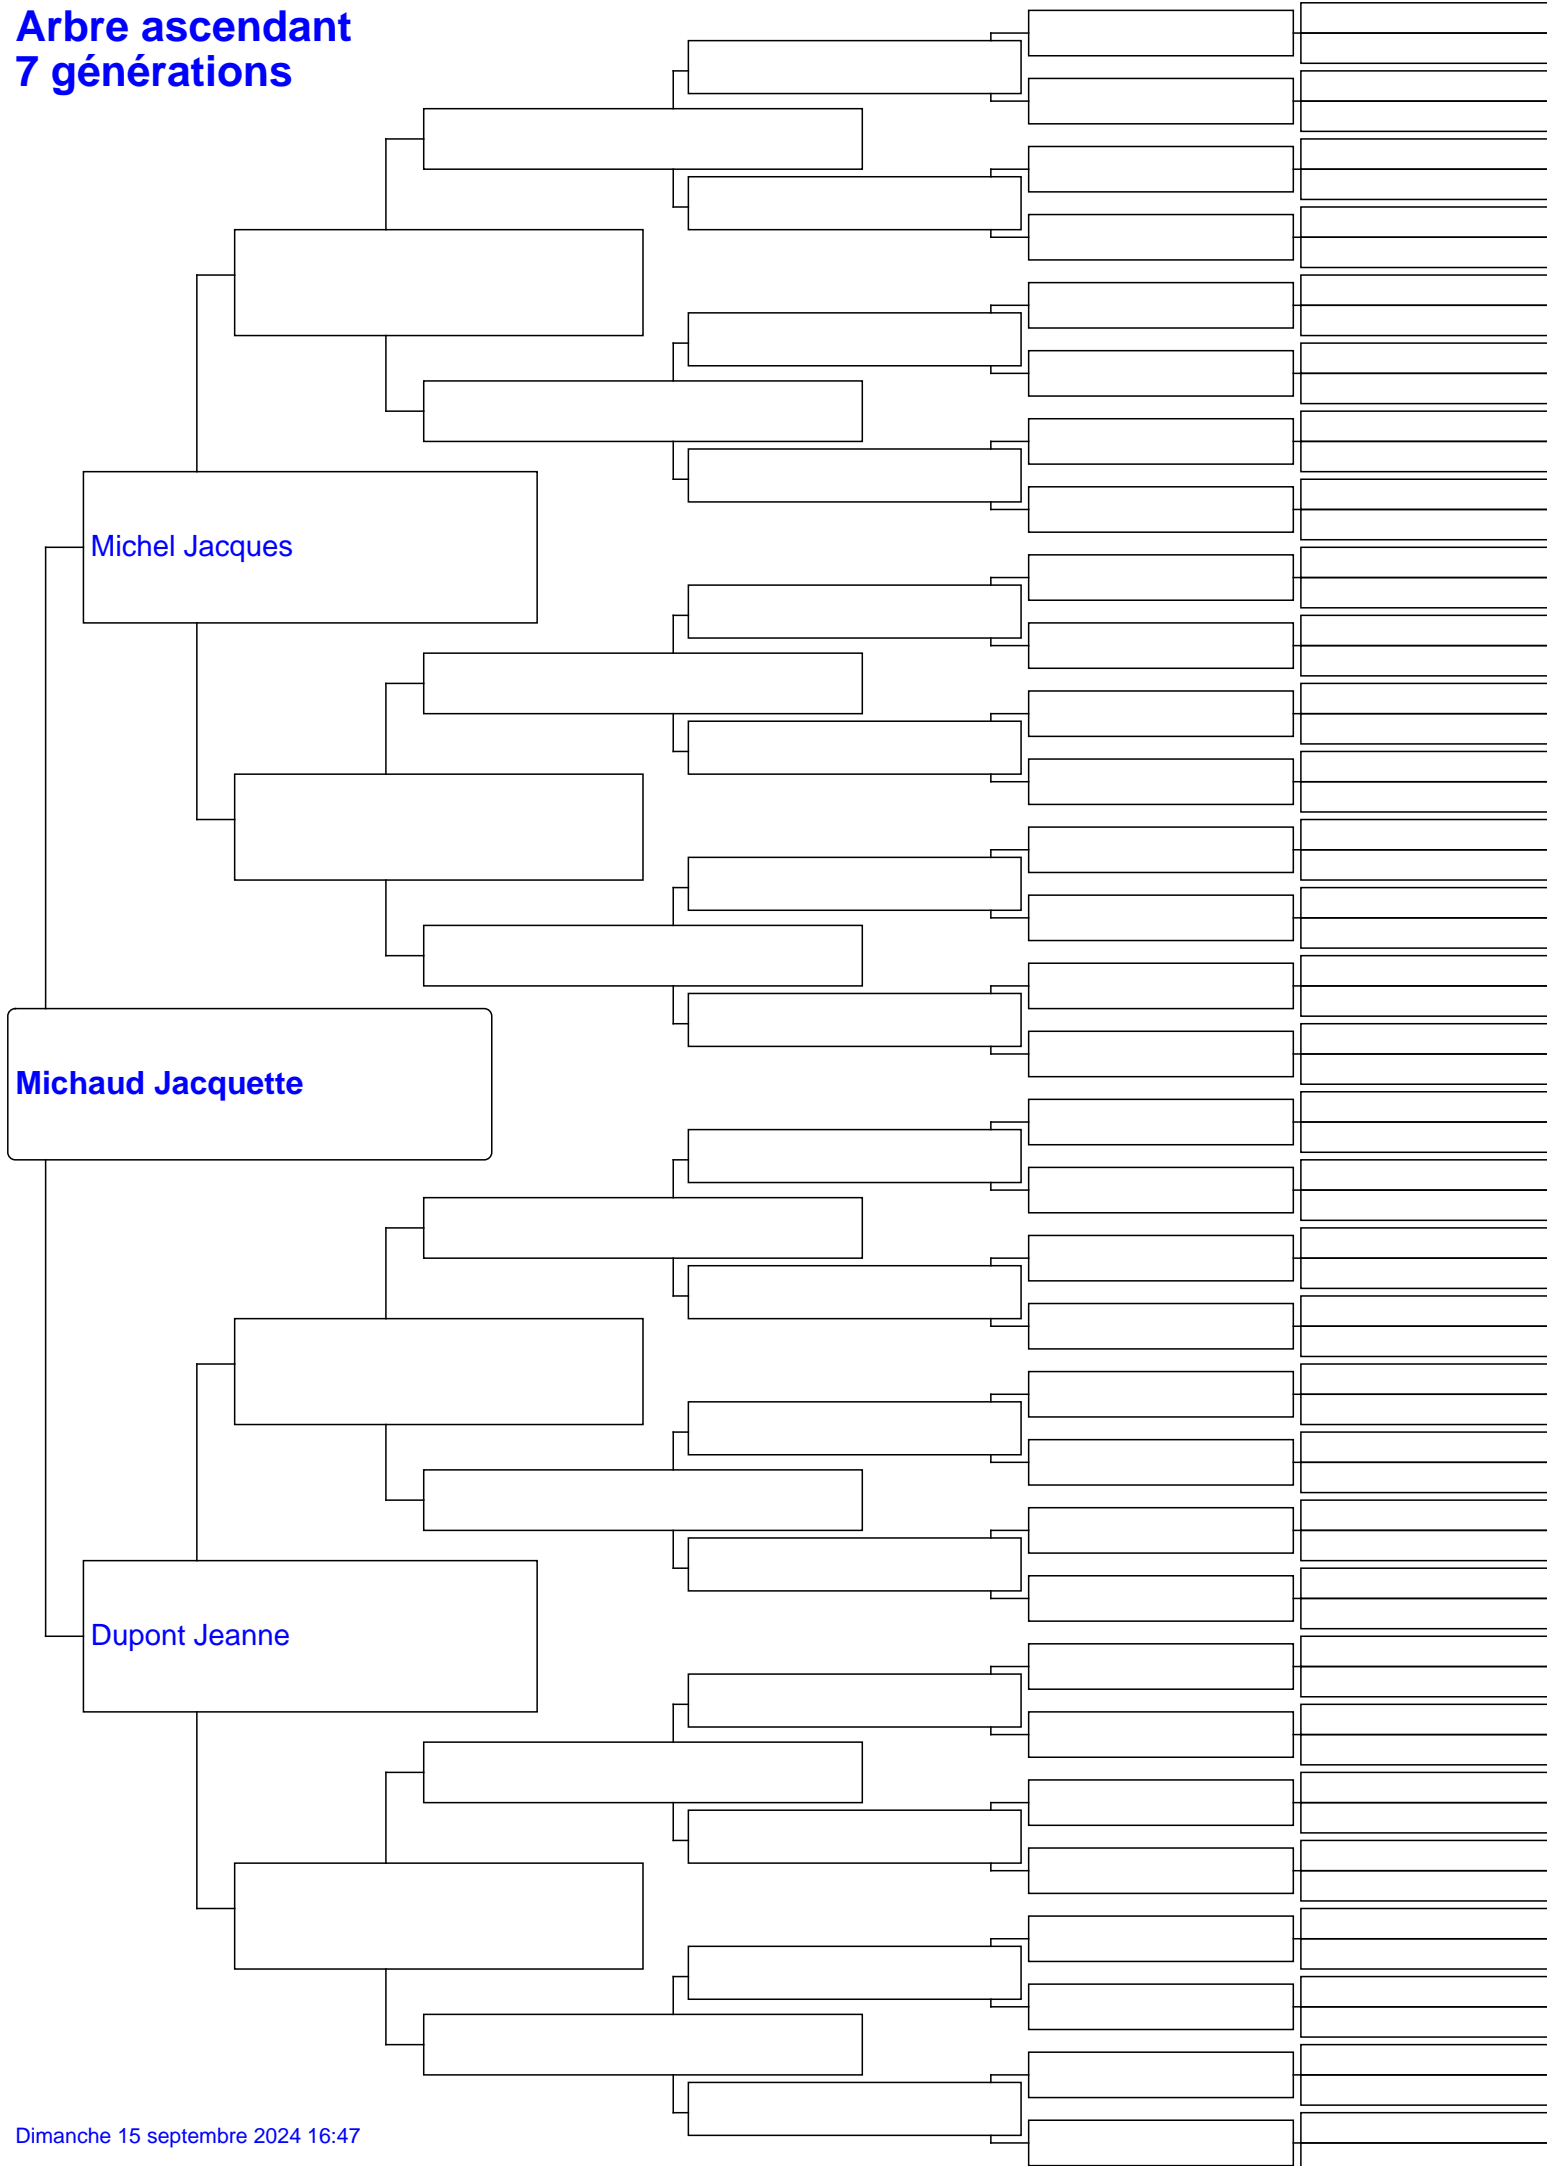 Arbre ascendant
7 générations
Michel Jacques
Michaud Jacquette
Dupont Jeanne
Dimanche 15 septembre 2024 16:47